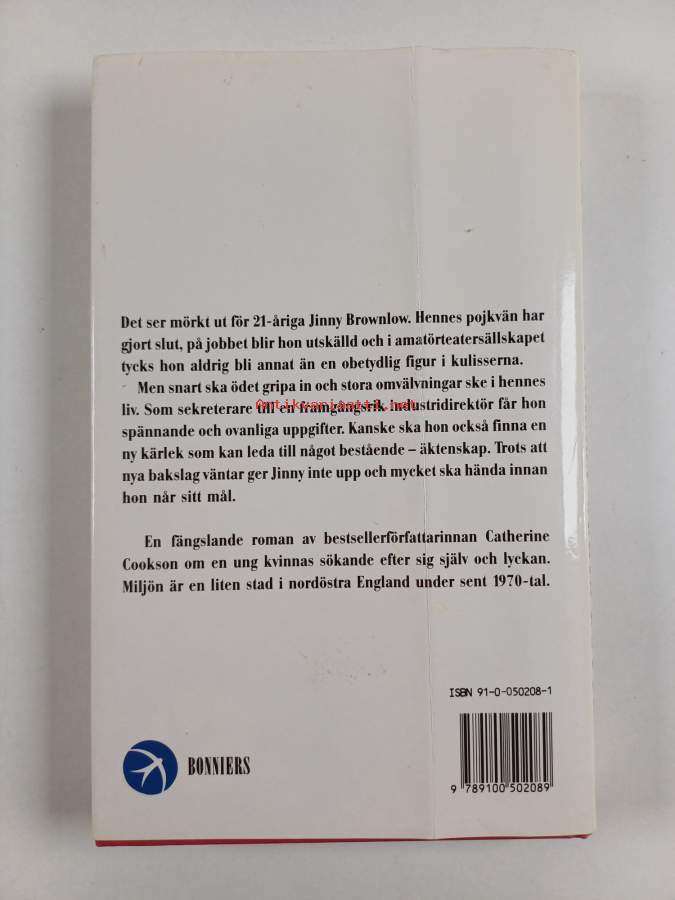 Det ser mörkt ut för 21-åriga Jinny Brownlow. Hennes pojkvän har
gjort slut, på jobbet blir hon utskälld och i amatörteatersällskapet
tycks hon aldrig bli annat än en obetydlig figur i kulisserna.
Men snart ska ödet gripa in och stora omvälvningar ske i hennes
liv. Som sekreterare till en framgångsrik industridirektör får hon
Antikvariaatti.net
spännande och ovanliga uppgifter. Kanske ska hon också finna en
ny kärlek som kan leda till något bestående – äktenskap. Trots att
nya bakslag väntar ger Jinny inte upp och mycket ska hända innan
hon når sitt mål.
En fängslande roman av bestsellerförfattarinnan Catherine
Cookson om en ung kvinnas sökande efter sig själv och lyckan.
Miljön är en liten stad i nordöstra England under sent 1970-tal.
ISBN 91-0-050208-1
BONNIERS
9 789100 502089